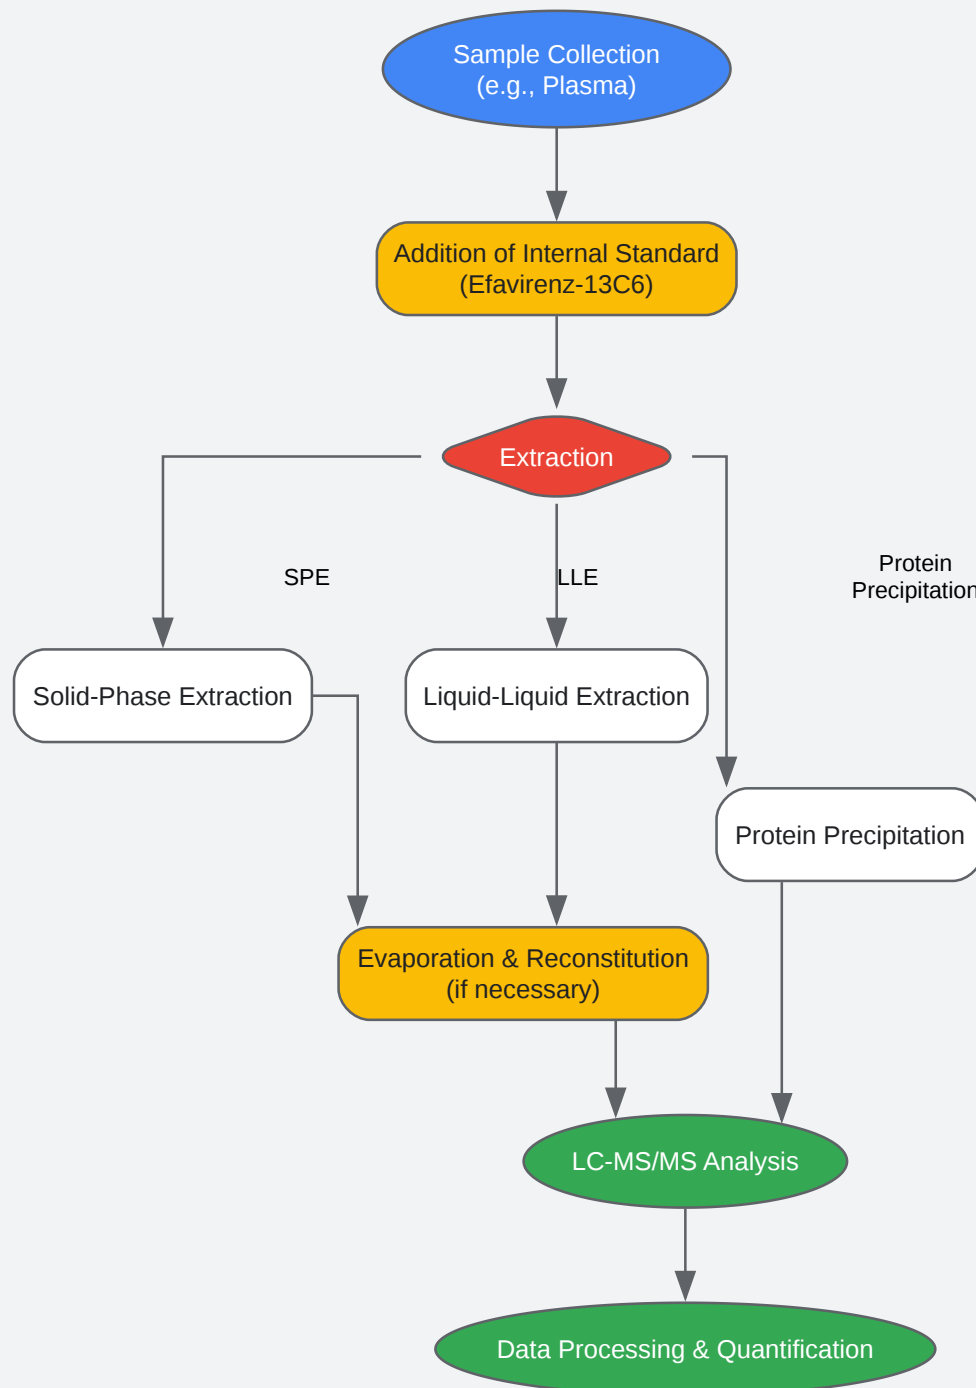 Sample Collection
(e.g., Plasma)
Addition of Internal Standard
(Efavirenz-13C6)
Extraction
SPE
LLE
Protein
Precipitation
Solid-Phase Extraction
Liquid-Liquid Extraction
Protein Precipitation
Evaporation & Reconstitution
(if necessary)
LC-MS/MS Analysis
Data Processing & Quantification